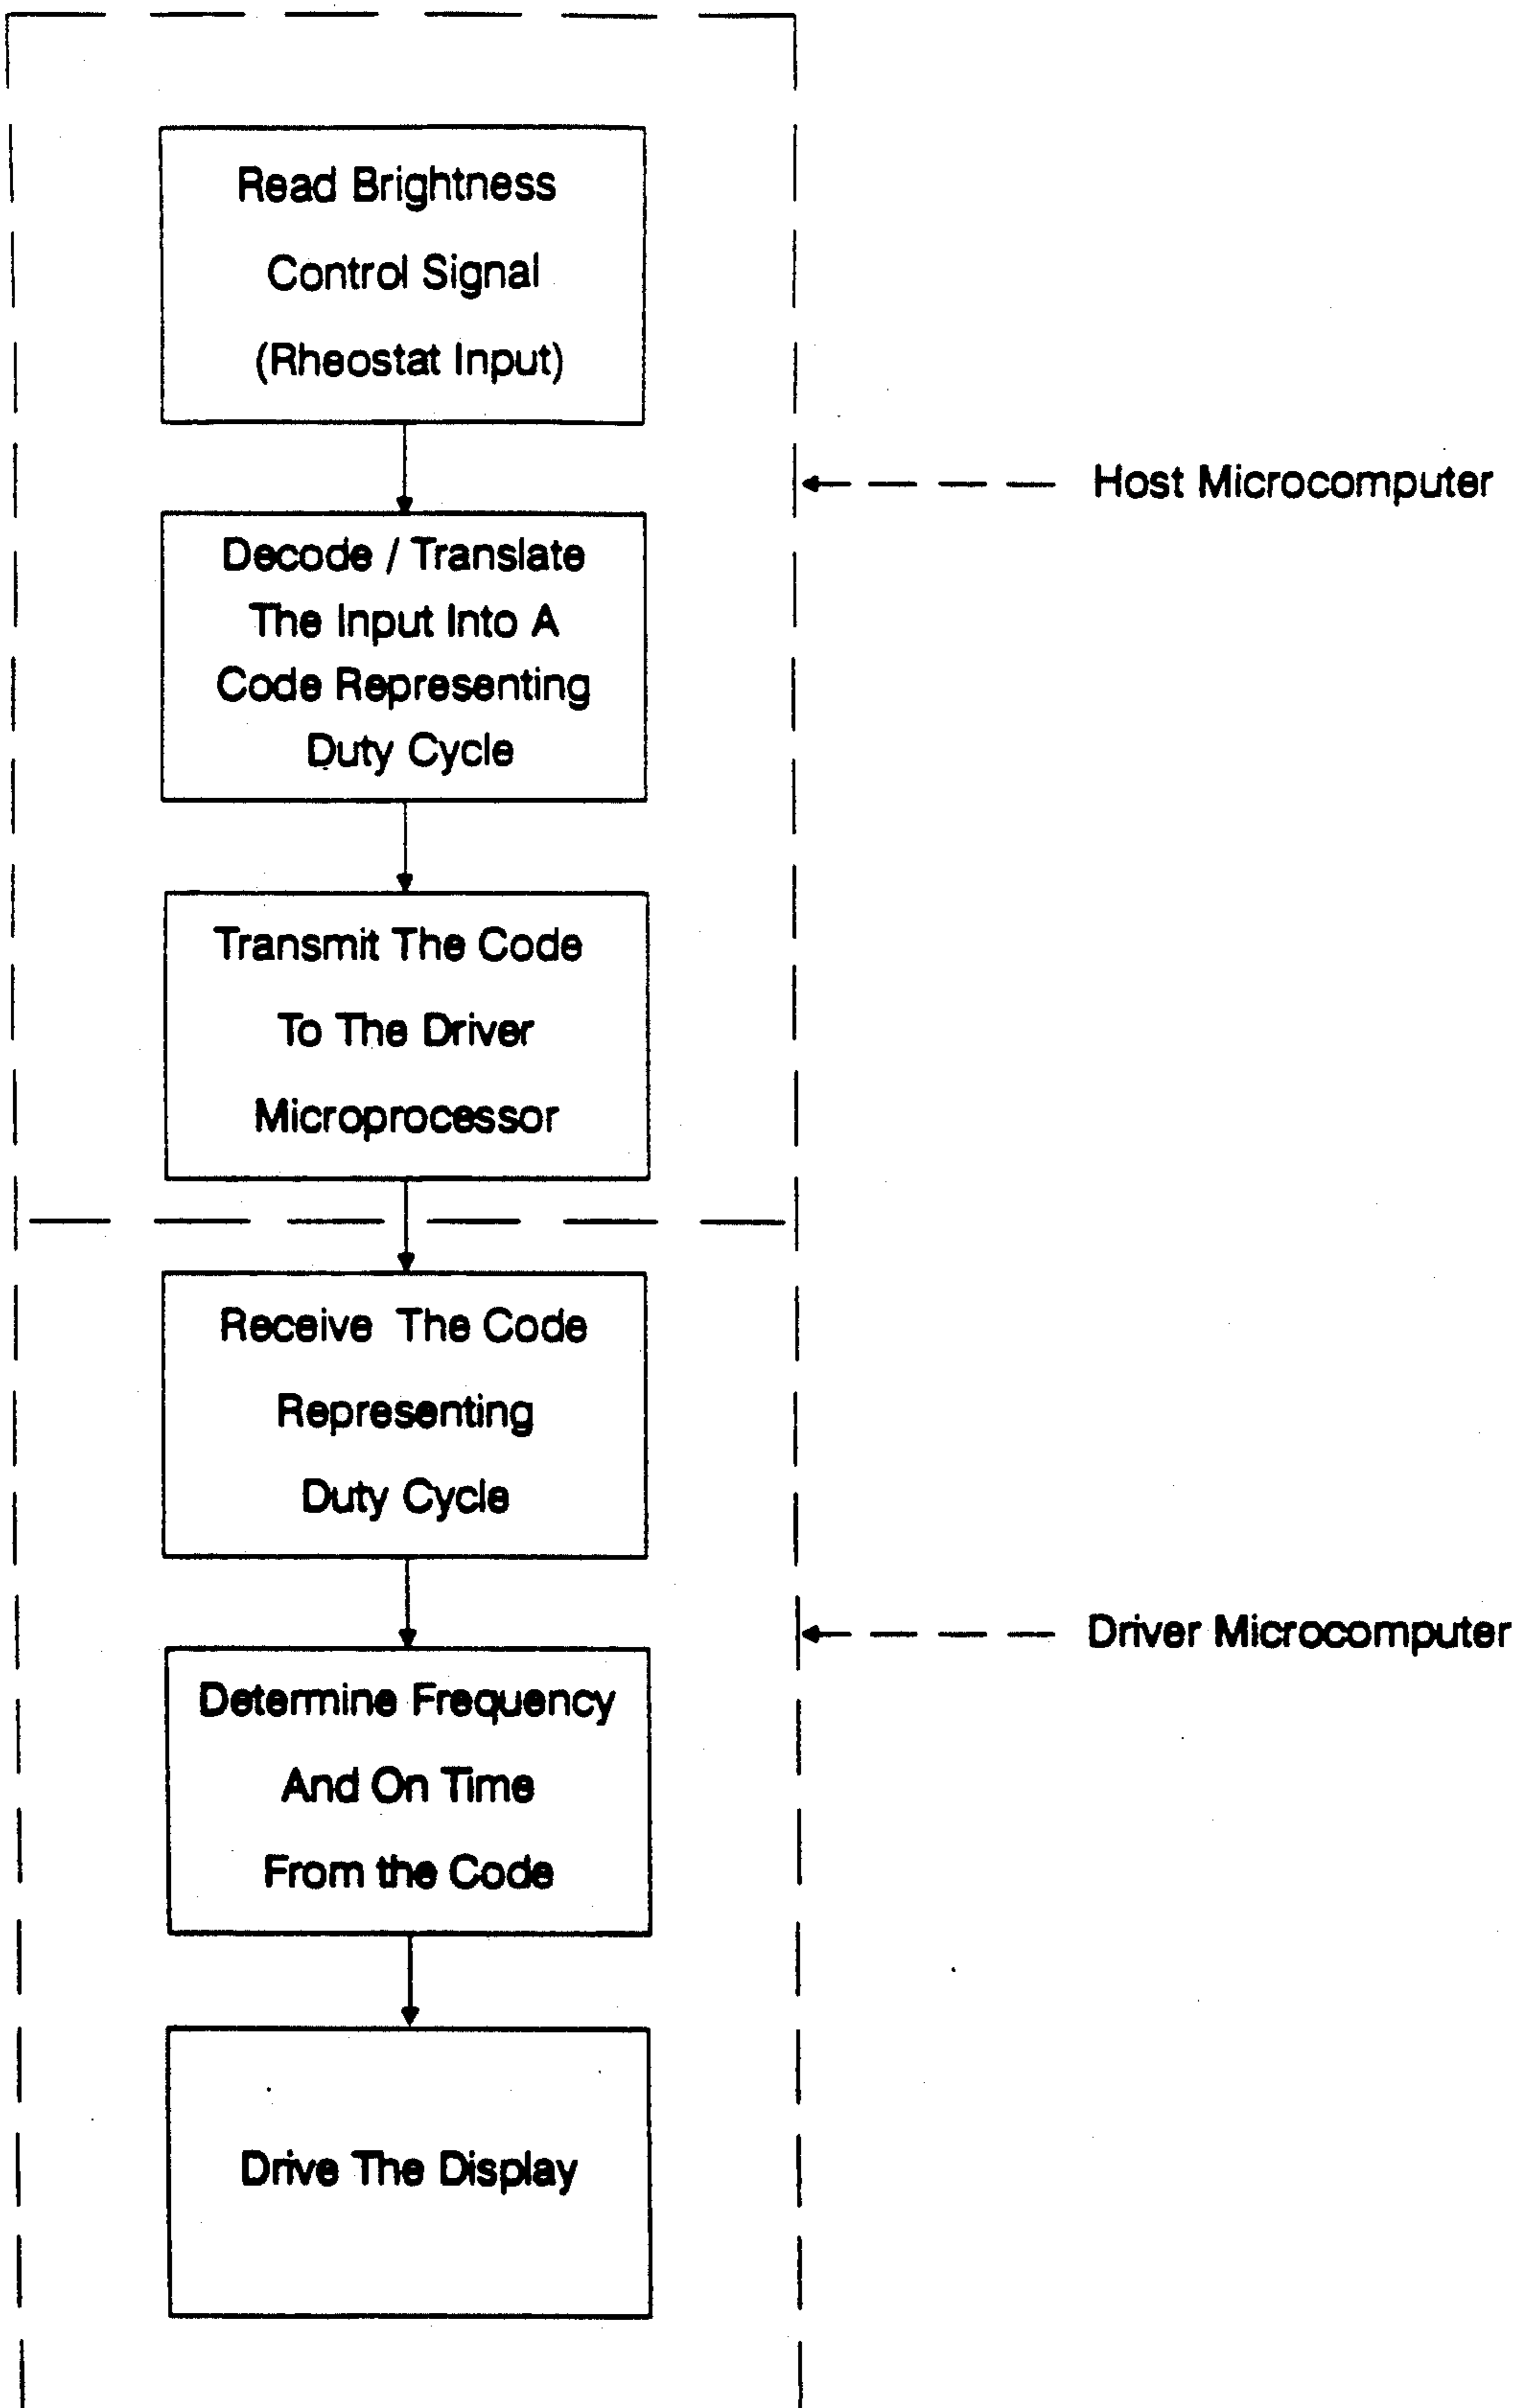 Read Brightness
Control Signal
(Rheostat Input)
Host Microcomputer
Decode / Translate
The Input Into A
Code Representing
Duty Cycle
Transmit The Code
To The Driver
Microprocessor
Receive The Code
Representing
Duty Cycle
Driver Microcomputer
Determine Frequency
And On Time
From the Code
Drive The Display